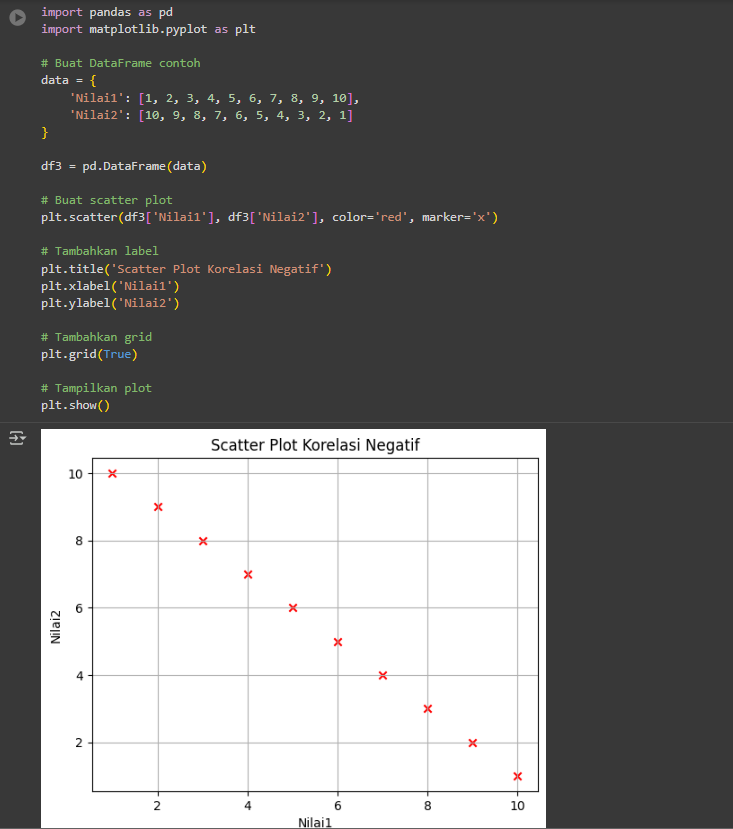 import pandas as pd
import matplotlib.pyplot as plt
# Buat DataFrame contoh
data = {
    'Nilai1': [1, 2, 3, 4, 5, 6, 7, 8, 9, 10],
    'Nilai2': [10, 9, 8, 7, 6, 5, 4, 3, 2, 1]
}
df3 = pd.DataFrame(data)
# Buat scatter plot
plt.scatter(df3['Nilai1'], df3['Nilai2'], color='red', marker='x')
# Tambahkan label
plt.title('Scatter Plot Korelasi Negatif')
plt.xlabel('Nilai1')
plt.ylabel('Nilai2')
# Tambahkan grid
plt.grid(True)
# Tampilkan plot
plt.show()
Scatter Plot Korelasi Negatif
10
8
6
4
2
Nilai2
2 4 6 8 10
Nilai1